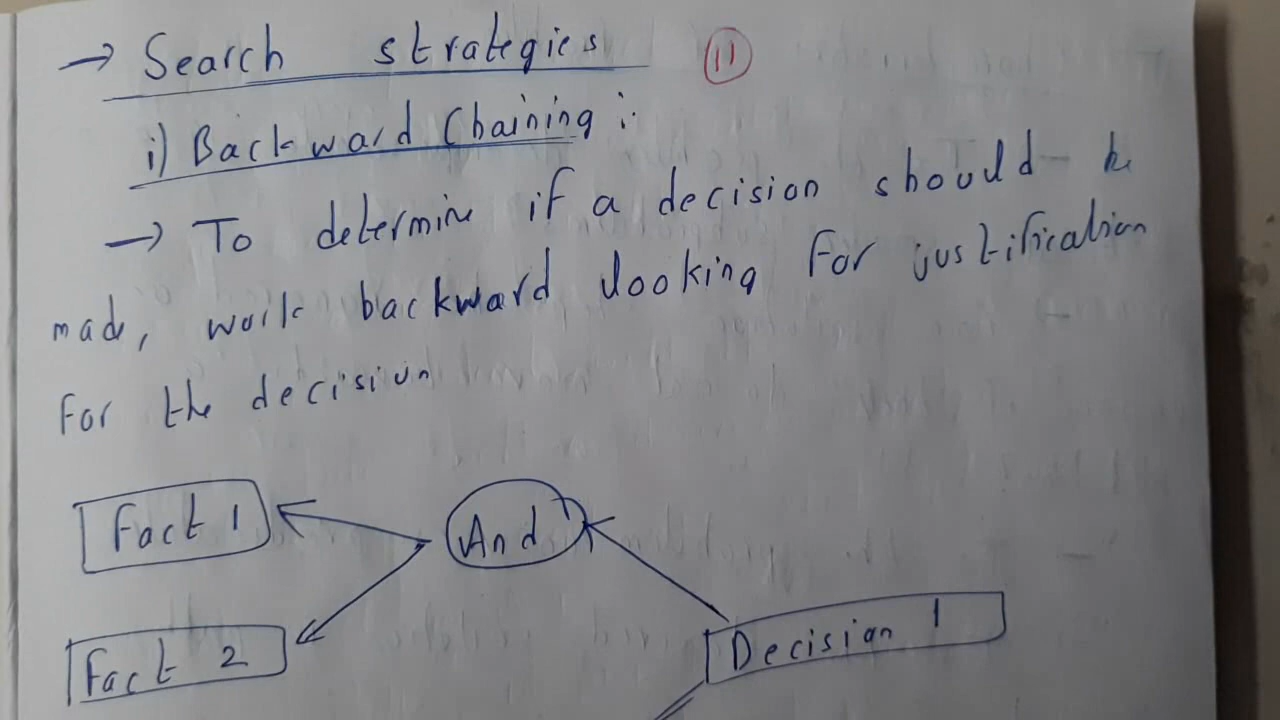 → Search strategies 11
i) Backward Chaining :
→ To determine if a decision should be
made, work backward looking for justification
for the decision
Fact 1
And
Fact 2
Decision 1